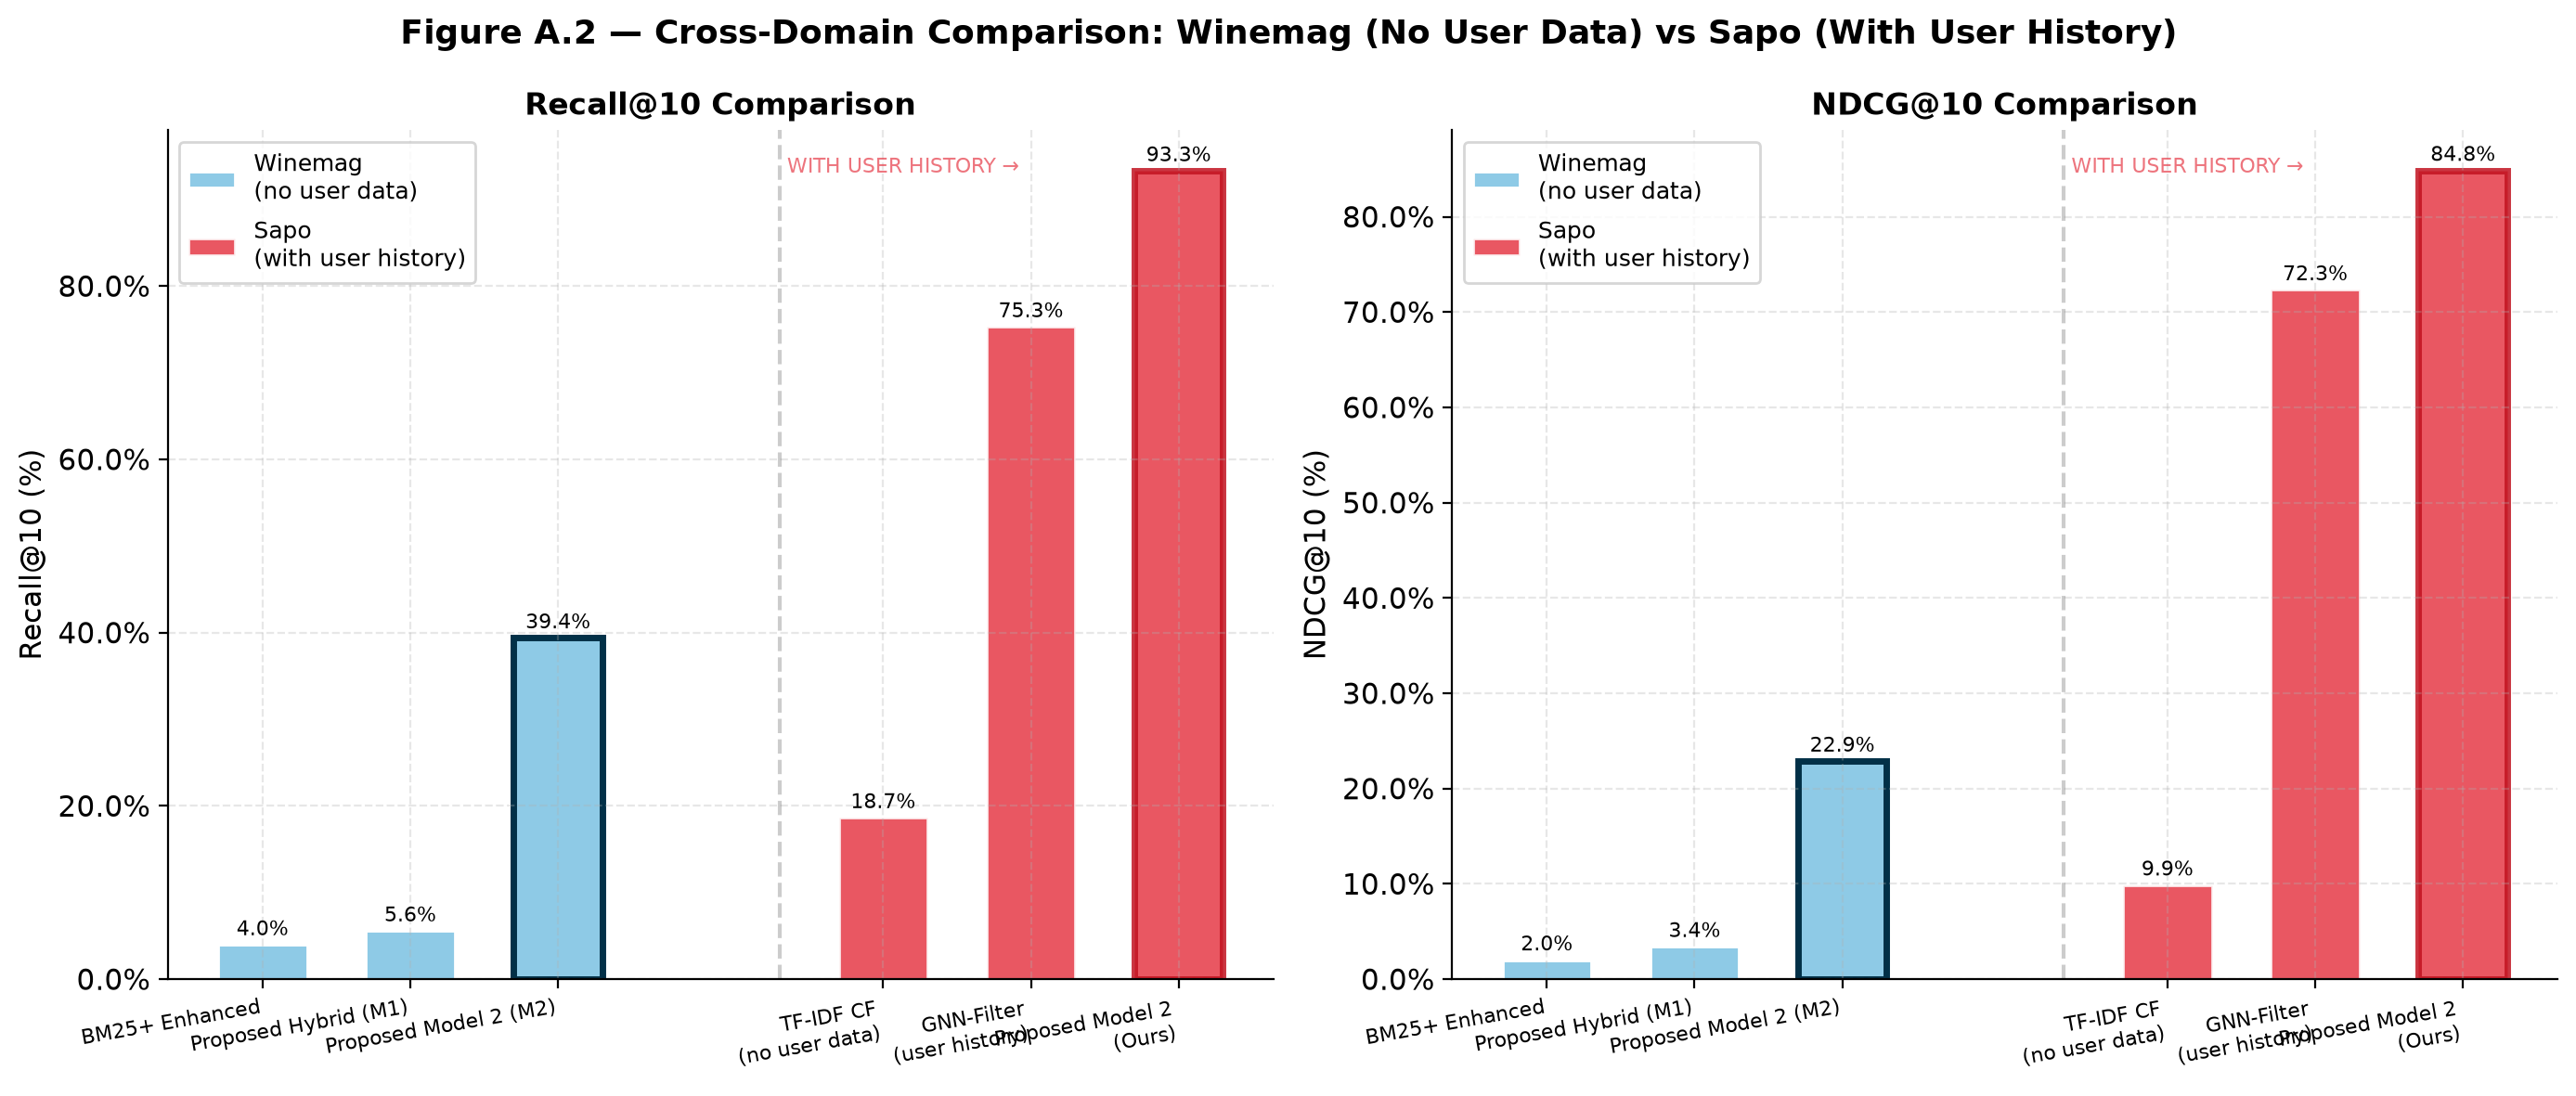 Figure A.2 — Cross-Domain Comparison: Winemag (No User Data) vs Sapo (With User History)
Recall@10 Comparison
Winemag
(no user data)
Sapo
(with user history)
WITH USER HISTORY →
93.3%
75.3%
39.4%
18.7%
5.6%
4.0%
80.0%
60.0%
40.0%
20.0%
0.0%
Recall@10 (%)
BM25+ Enhanced
Proposed Hybrid (M1)
Proposed Model 2 (M2)
TF-IDF CF
(no user data)
GNN-Filter
(user history)
Proposed Model 2
(Ours)
NDCG@10 Comparison
Winemag
(no user data)
Sapo
(with user history)
WITH USER HISTORY →
84.8%
72.3%
22.9%
9.9%
3.4%
2.0%
80.0%
70.0%
60.0%
50.0%
40.0%
30.0%
20.0%
10.0%
0.0%
NDCG@10 (%)
BM25+ Enhanced
Proposed Hybrid (M1)
Proposed Model 2 (M2)
TF-IDF CF
(no user data)
GNN-Filter
(user history)
Proposed Model 2
(Ours)